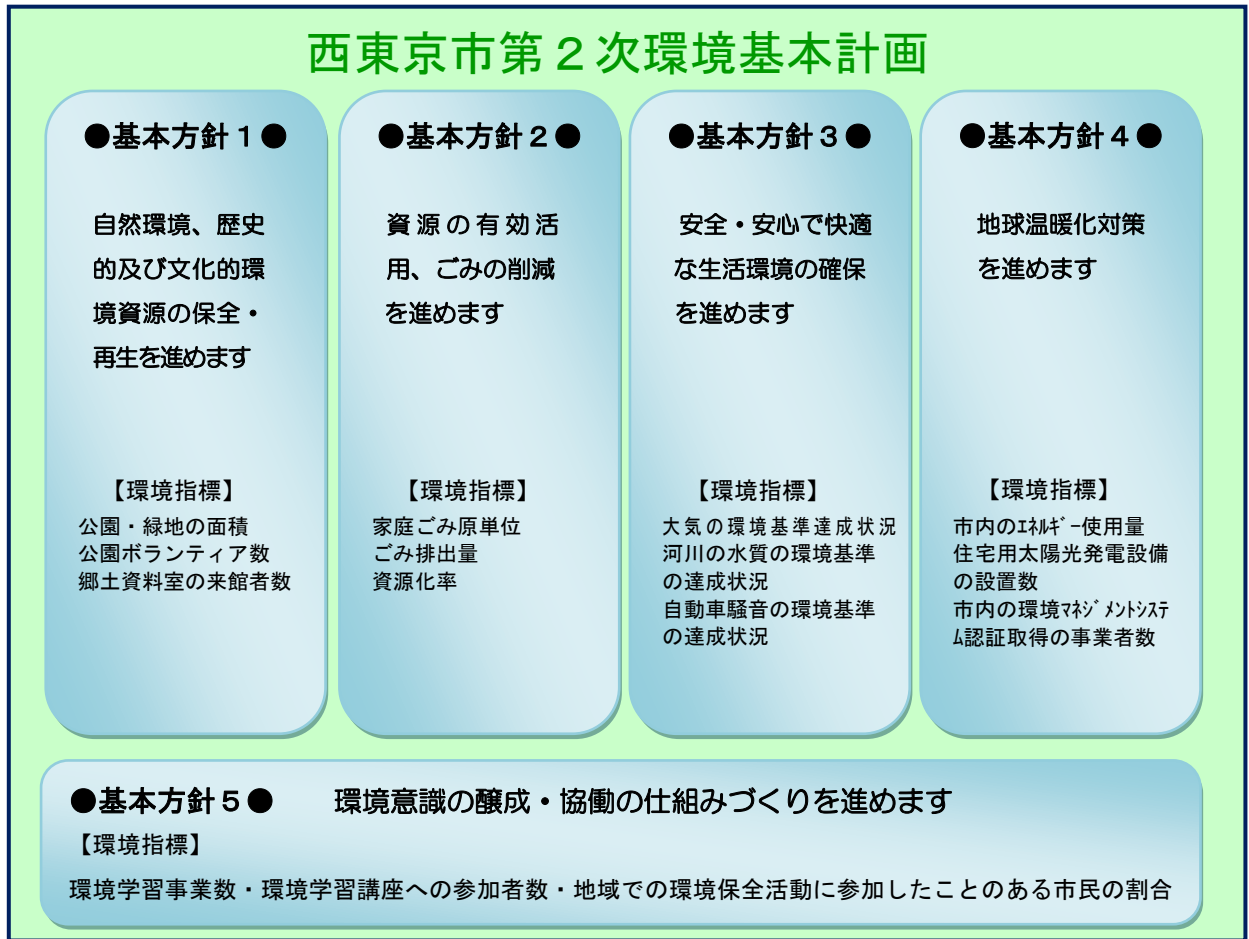 西東京市第２次環境基本計画
●基本方針１●
自然環境、歴史
的及び文化的環
境資源の保全・
再生を進めます
【環境指標】
公園・緑地の面積
公園ボランティア数
郷土資料室の来館者数
●基本方針２●
資源の有効活
用、ごみの削減
を進めます
【環境指標】
家庭ごみ原単位
ごみ排出量
資源化率
●基本方針３●
安全・安心で快適
な生活環境の確保
を進めます
【環境指標】
大気の環境基準達成状況
河川の水質の環境基準
の達成状況
自動車騒音の環境基準
の達成状況
●基本方針４●
地球温暖化対策
を進めます
【環境指標】
市内のｴﾈﾙｷﾞｰ使用量
住宅用太陽光発電設備
の設置数
市内の環境ﾏﾈｼﾞﾒﾝﾄｼｽﾃ
ﾑ認証取得の事業者数
●基本方針５● 環境意識の醸成・協働の仕組みづくりを進めます
【環境指標】
環境学習事業数・環境学習講座への参加者数・地域での環境保全活動に参加したことのある市民の割合